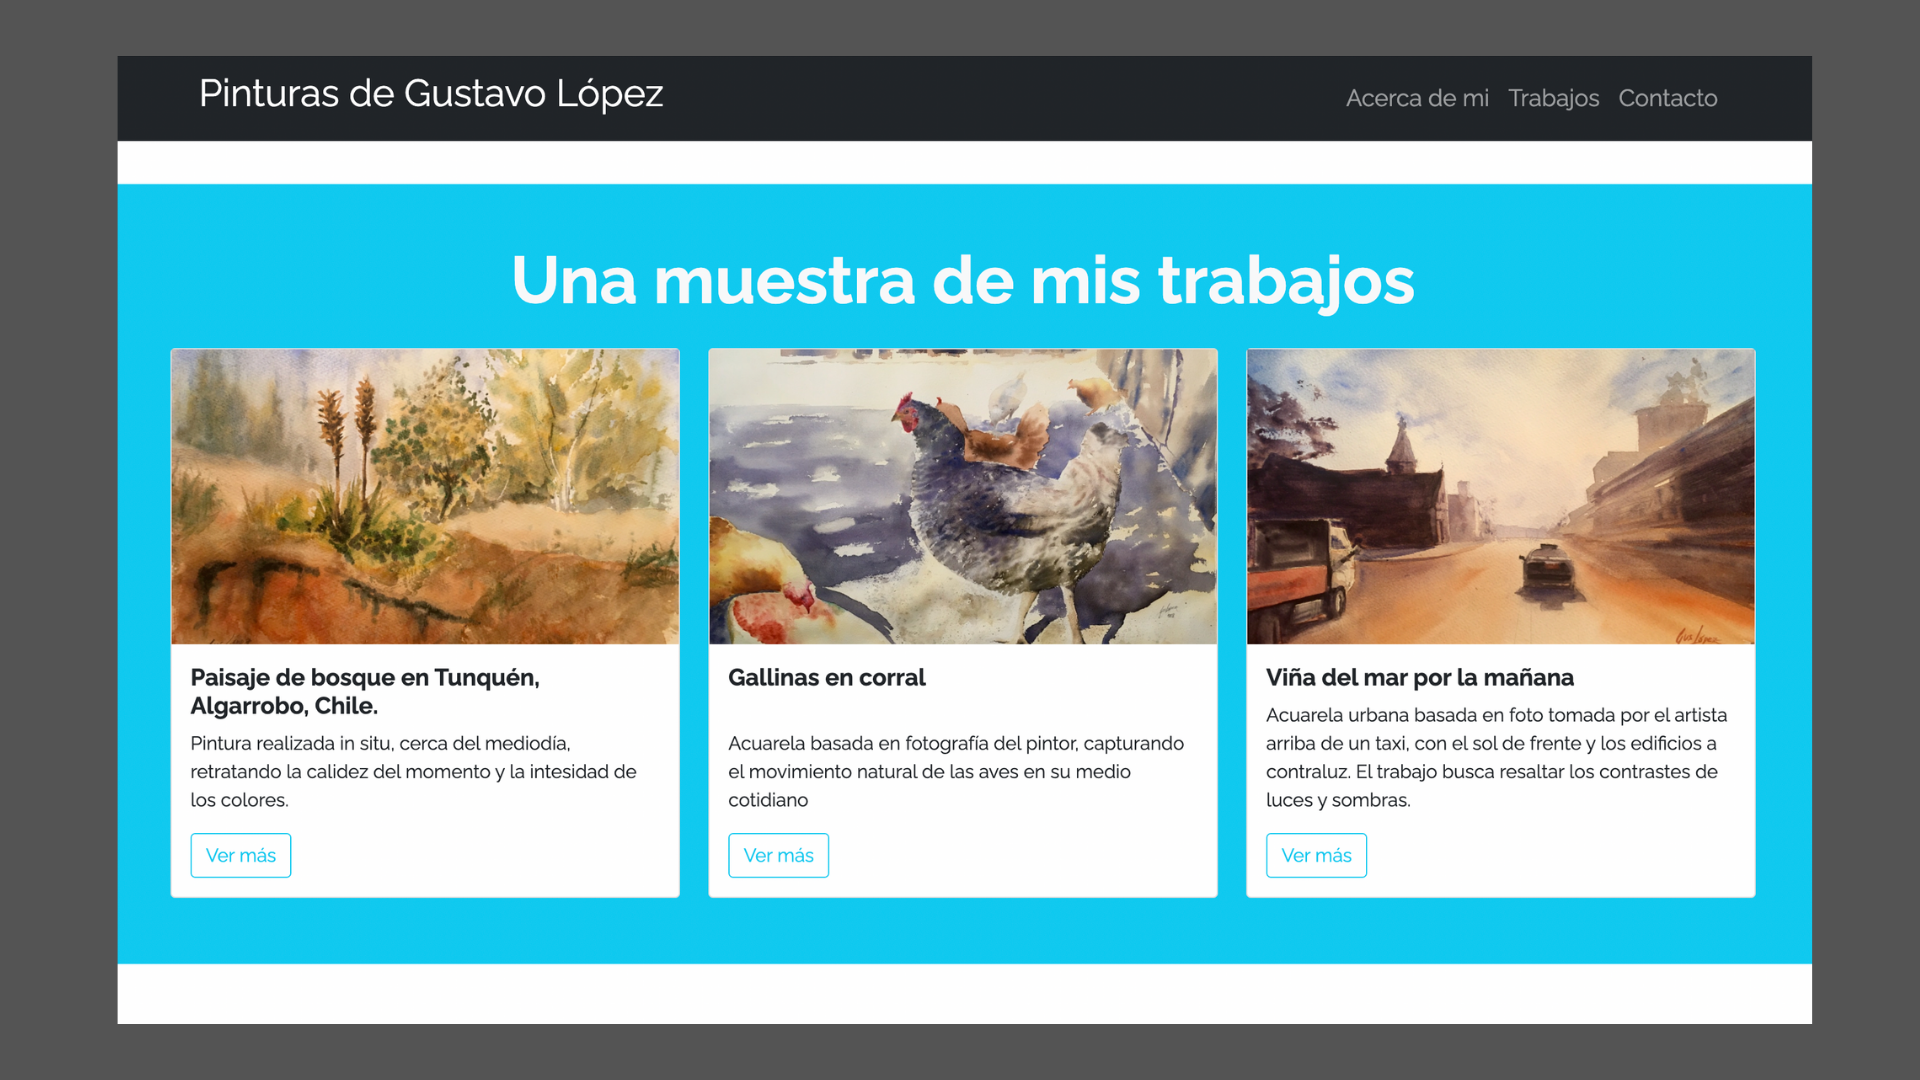 Pinturas de Gustavo López
Acerca de mi Trabajos Contacto
Una muestra de mis trabajos
Paisaje de bosque en Tunquén,
Algarrobo, Chile.
Pintura realizada in situ, cerca del mediodía,
retratando la calidez del momento y la intesidad de
los colores.
Ver más
Gallinas en corral
Acuarela basada en fotografía del pintor, capturando
el movimiento natural de las aves en su medio
cotidiano
Ver más
Viña del mar por la mañana
Acuarela urbana basada en foto tomada por el artista
arriba de un taxi, con el sol de frente y los edificios a
contraluz. El trabajo busca resaltar los contrastes de
luces y sombras.
Ver más